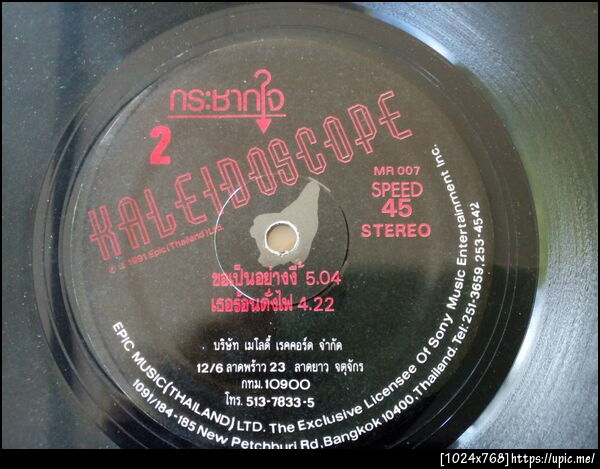 กระชากใจ
2
KALEIDOSCOPE
MR 007
SPEED
45
STEREO
℗ 1991 Epic (Thailand) Ltd.
ขอเป็นอย่างงี้ 5.04
เธอร้อนดั่งไฟ 4.22
บริษัท เมโลดี้ เรคคอร์ด จำกัด
12/6 ลาดพร้าว 23 ลาดยาว จตุจักร
กทม. 10900
โทร. 513-7833-5
EPIC MUSIC (THAILAND) LTD. The Exclusive Licensee Of Sony Music Entertainment Inc.
1091/184-185 New Petchburi Rd, Bangkok 10400, Thailand. Tel: 251-3659, 253-4542
[1024x768] https://upic.me/